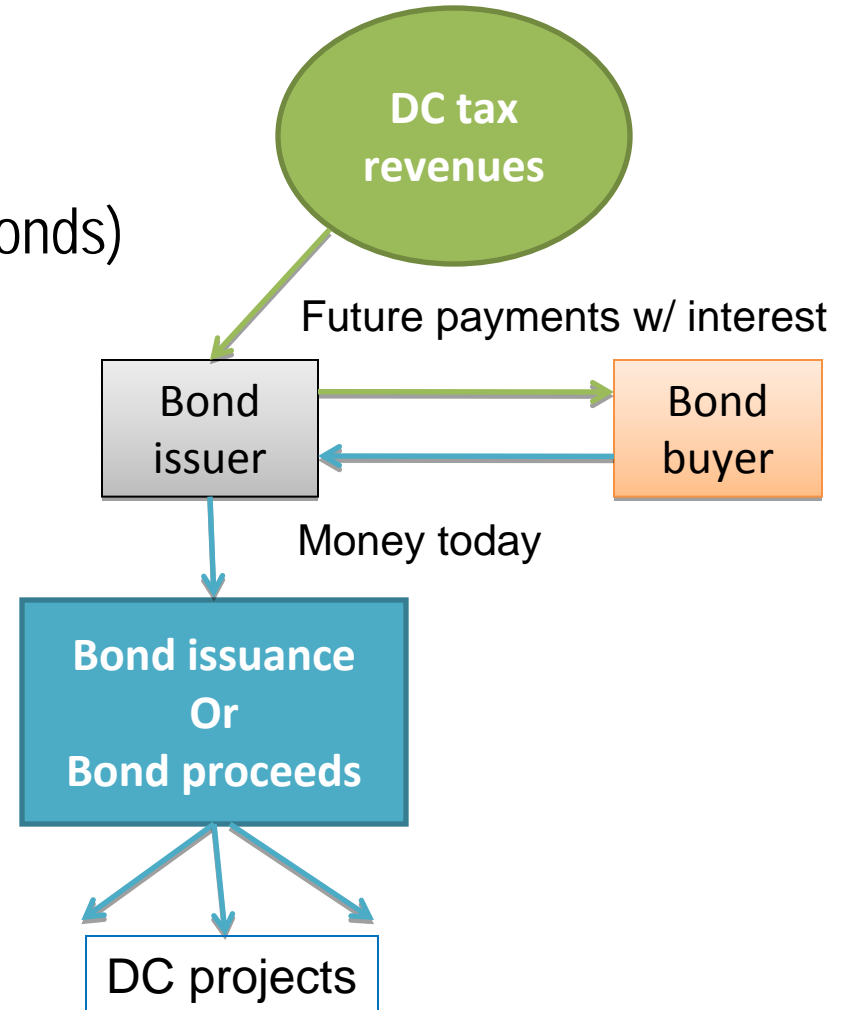 DC tax
revenues
onds)
Future payments w/ interest
Bond
issuer
Bond
buyer
Money today
Bond issuance
Or
Bond proceeds
DC projects